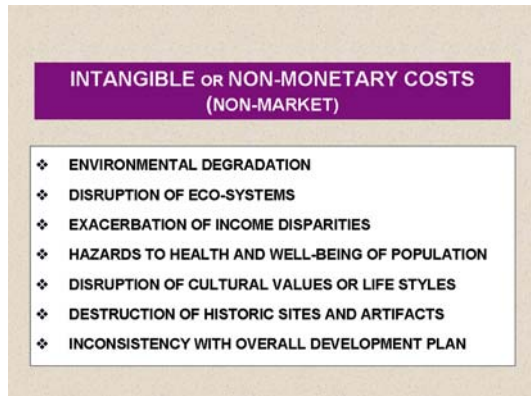 INTANGIBLE OR NON-MONETARY COSTS
(NON-MARKET)
❖ ENVIRONMENTAL DEGRADATION
❖ DISRUPTION OF ECO-SYSTEMS
❖ EXACERBATION OF INCOME DISPARITIES
❖ HAZARDS TO HEALTH AND WELL-BEING OF POPULATION
❖ DISRUPTION OF CULTURAL VALUES OR LIFE STYLES
❖ DESTRUCTION OF HISTORIC SITES AND ARTIFACTS
❖ INCONSISTENCY WITH OVERALL DEVELOPMENT PLAN